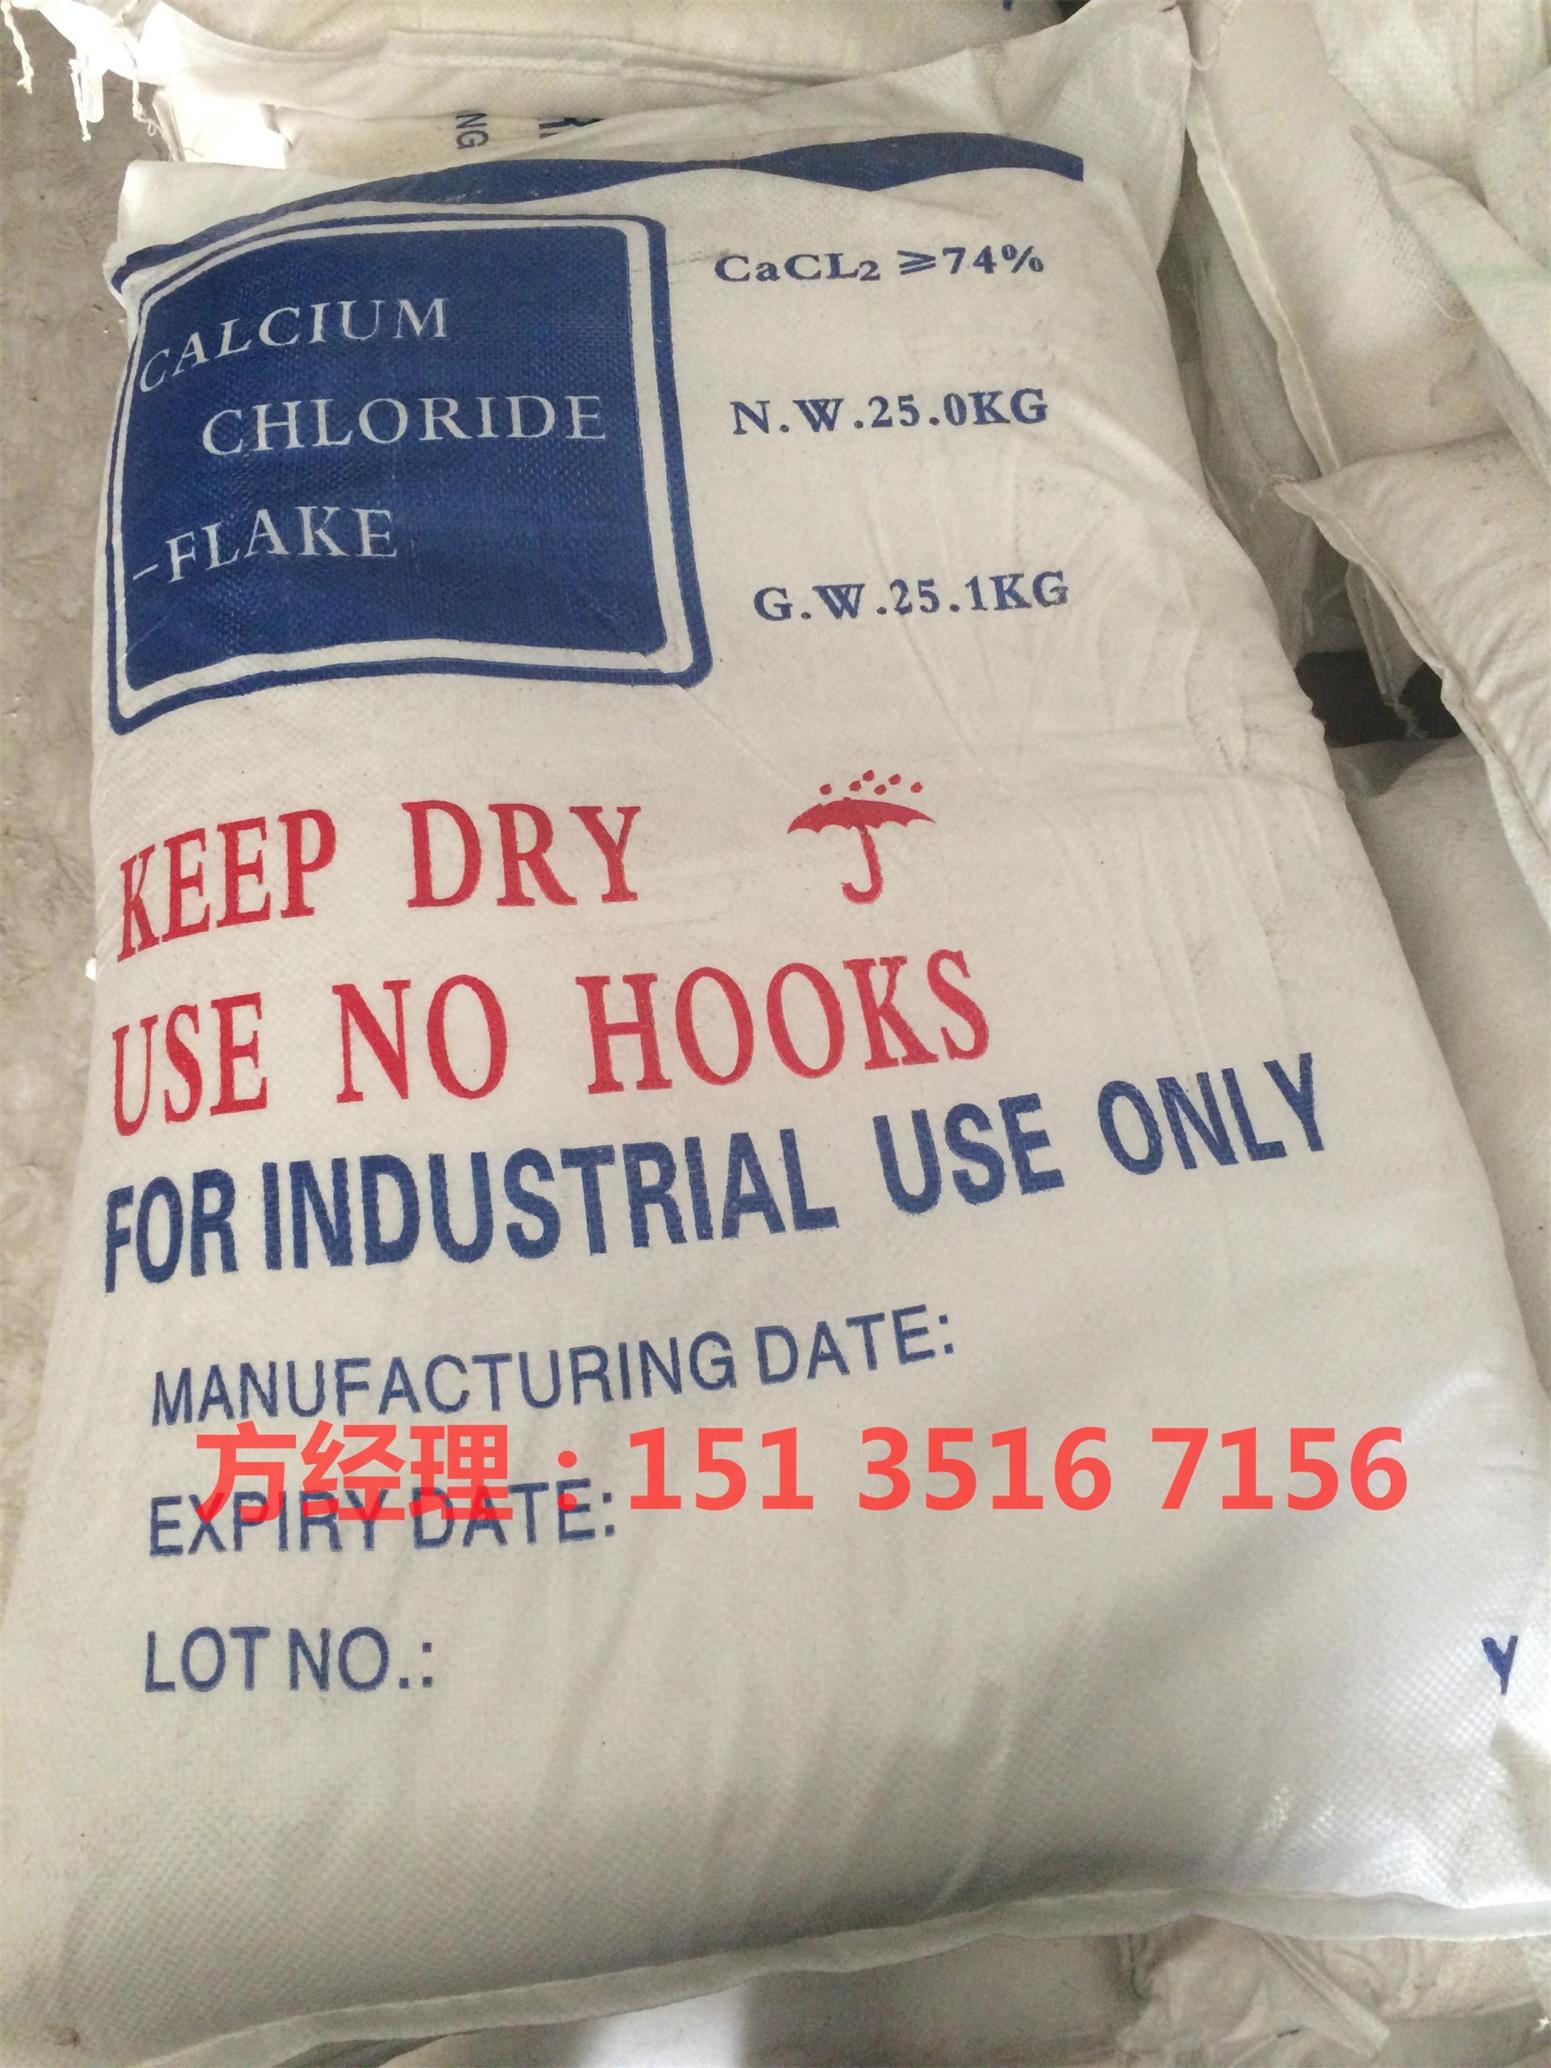 NG
CaCL2 ≥74%
CALCIUM
CHLORIDE
-FLAKE
N.W.25.0KG
G.W.25.1KG
KEEP DRY
USE NO HOOKS
FOR INDUSTRIAL USE ONLY
MANUFACTURING DATE:
方经理：151 3516 7156
EXPIRY DATE:
LOT NO.:
Y